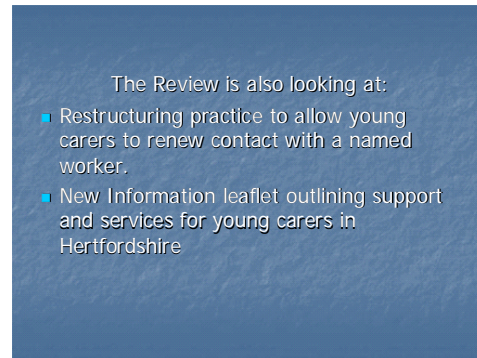 The Review is also looking at:
Restructuring practice to allow young
carers to renew contact with a named
worker.
New Information leaflet outlining support
and services for young carers in
Hertfordshire